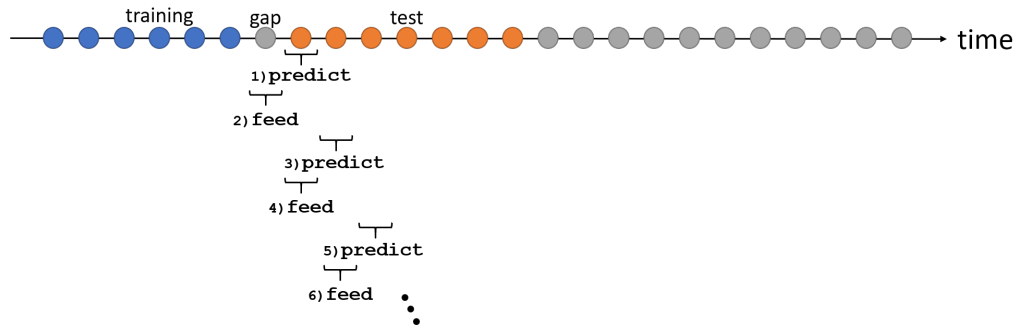 training gap test
time
1)predict
2)feed
3)predict
4)feed
5)predict
6)feed